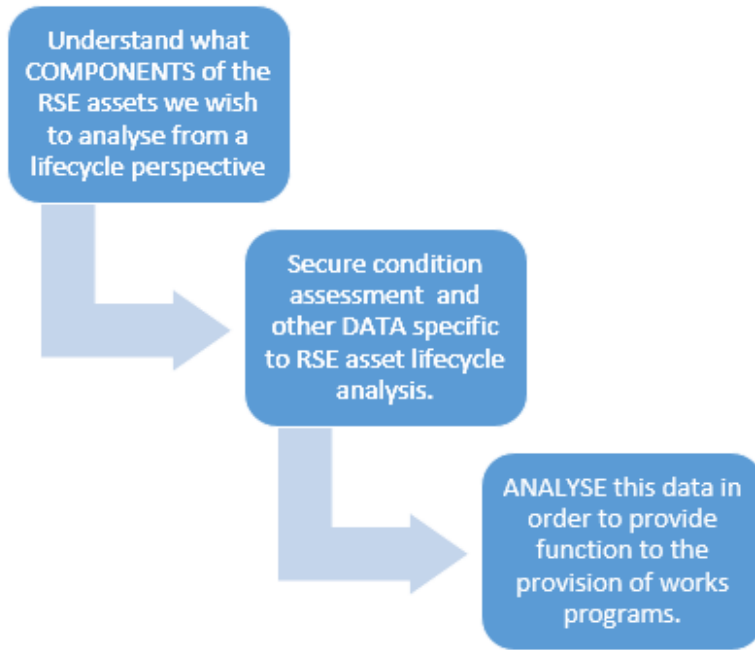 Understand what
COMPONENTS of the
RSE assets we wish
to analyse from a
lifecycle perspective
Secure condition
assessment and
other DATA specific
to RSE asset lifecycle
analysis.
ANALYSE this data in
order to provide
function to the
provision of works
programs.